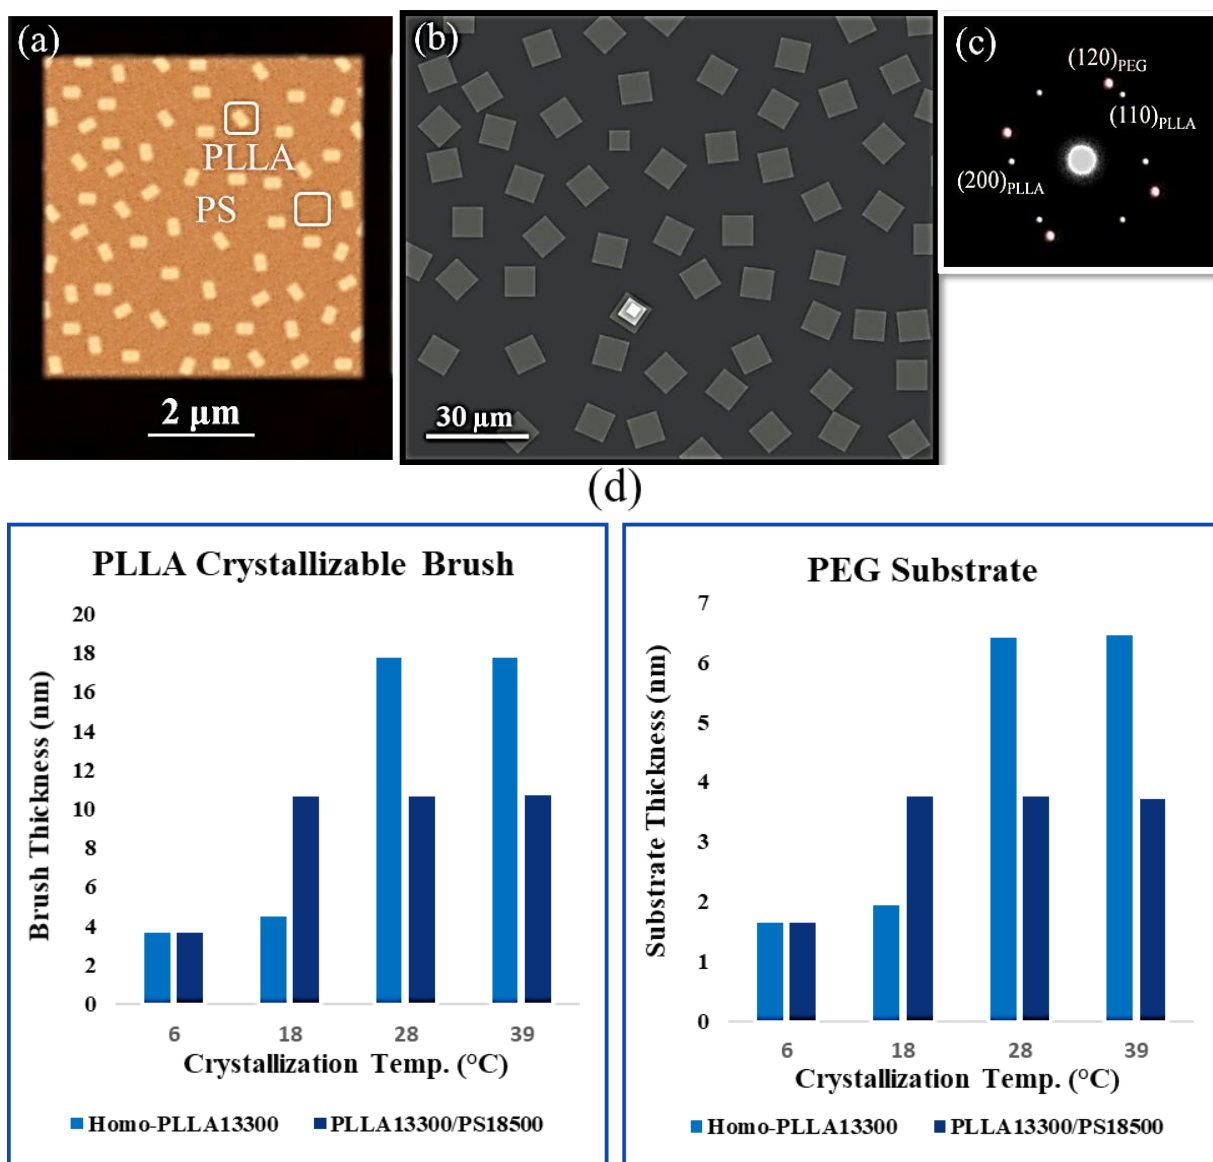 (a)
PLLA
PS
2 μm
(b)
30 μm
(c)
(120)PEG
(110)PLLA
(200)PLLA
(d)
PLLA Crystallizable Brush
20
18
16
14
12
10
8
6
4
2
0
Brush Thickness (nm)
6 18 28 39
Crystallization Temp. (°C)
Homo-PLLA13300 PLLA13300/PS18500
PEG Substrate
7
6
5
4
3
2
1
0
Substrate Thickness (nm)
6 18 28 39
Crystallization Temp. (°C)
Homo-PLLA13300 PLLA13300/PS18500